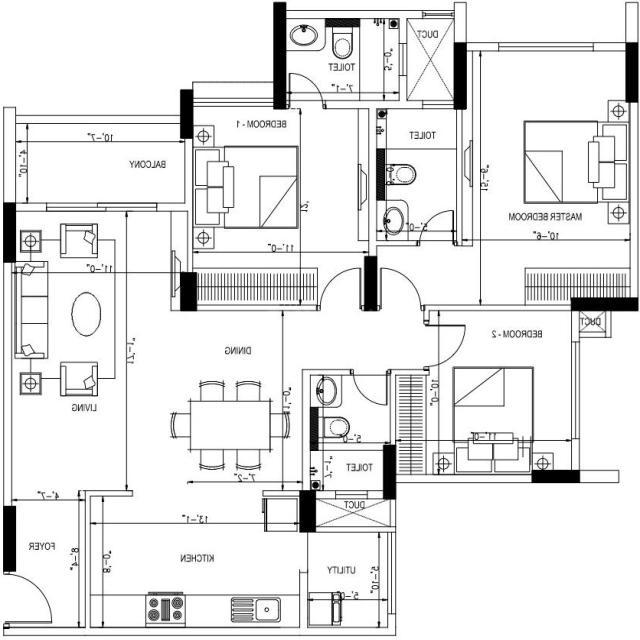 DUCT
TOILET
5'-0"
7'-1"
BEDROOM - 1
TOILET
10'-7"
4'-10"
BALCONY
15'-6"
MASTER BEDROOM
12'
5'-0"
10'-6"
11'-0"
11'-0"
DUCT
BEDROOM -2
DINING
17'-1"
LIVING
10'-0"
11'-0"
5'-0"
7'-1"
TOILET
7'-2"
4'-7"
DUCT
13'-1"
FOYER
8'-4"
8'-0"
KITCHEN
UTILITY
5'-10"
5'-0"